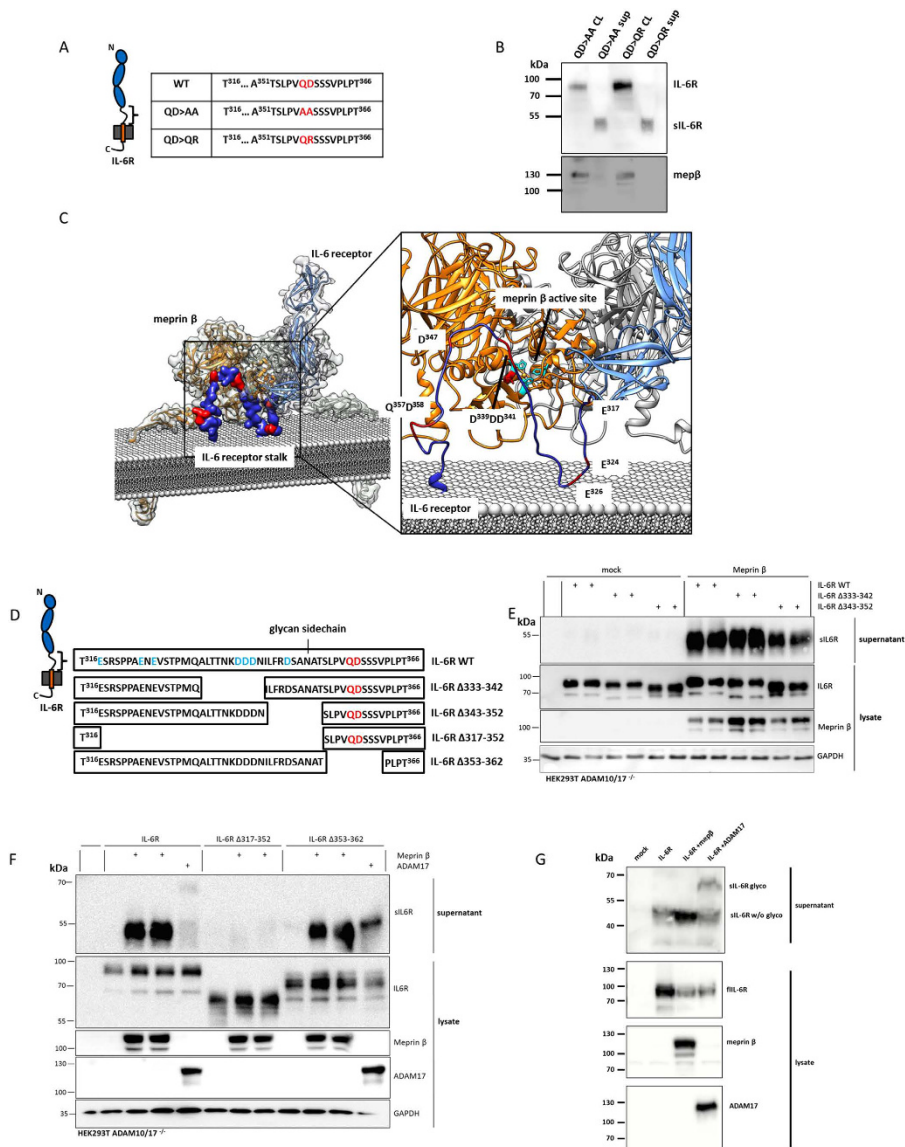 A
N
C
IL-6R
WT T³¹⁶... A³⁵¹TSLPVQDSSSVPLPT³⁶⁶
QD>AA T³¹⁶... A³⁵¹TSLPVAASSSVPLPT³⁶⁶
QD>QR T³¹⁶... A³⁵¹TSLPVQRSSSVPLPT³⁶⁶
B
QD>AA CL
QD>AA sup
QD>QR CL
QD>QR sup
kDa
100
70
IL-6R
55
sIL-6R
130
100
mepβ
C
IL-6 receptor
meprin β
IL-6 receptor stalk
meprin β active site
D³⁴⁷
Q³⁵⁷D³⁵⁸
D³³⁹DD³⁴¹
E³¹⁷
E³²⁴
E³²⁶
IL-6 receptor
D
N
C
IL-6R
glycan sidechain
T³¹⁶ESRSPPAENEVSTPMQALTTNKDDDNILFRDSANATSLPVQDSSSVPLPT³⁶⁶ IL-6R WT
T³¹⁶ESRSPPAENEVSTPMQ ILFRDSANATSLPVQDSSSVPLPT³⁶⁶ IL-6R Δ333-342
T³¹⁶ESRSPPAENEVSTPMQALTTNKDDDN SLPVQDSSSVPLPT³⁶⁶ IL-6R Δ343-352
T³¹⁶ SLPVQDSSSVPLPT³⁶⁶ IL-6R Δ317-352
T³¹⁶ESRSPPAENEVSTPMQALTTNKDDDNILFRDSANAT PLPT³⁶⁶ IL-6R Δ353-362
E
mock Meprin β
+ + + + IL-6R WT
+ + + + IL-6R Δ333-342
+ + + + IL-6R Δ343-352
kDa
55
sIL6R
supernatant
100
70
IL6R
55
100
Meprin β
35
GAPDH
lysate
HEK293T ADAM10/17 -/-
F
IL-6R IL-6R Δ317-352 IL-6R Δ353-362
+ + + + + + Meprin β
+ + ADAM17
kDa
70
55
sIL6R
supernatant
100
70
55
IL6R
100
Meprin β
130
100
ADAM17
35
GAPDH
lysate
HEK293T ADAM10/17 -/-
G
mock
IL-6R
IL-6R +mepβ
IL-6R +ADAM17
kDa
100
70
55
40
sIL-6R glyco
sIL-6R w/o glyco
supernatant
130
100
70
flIL-6R
130
100
70
meprin β
130
100
70
ADAM17
lysate